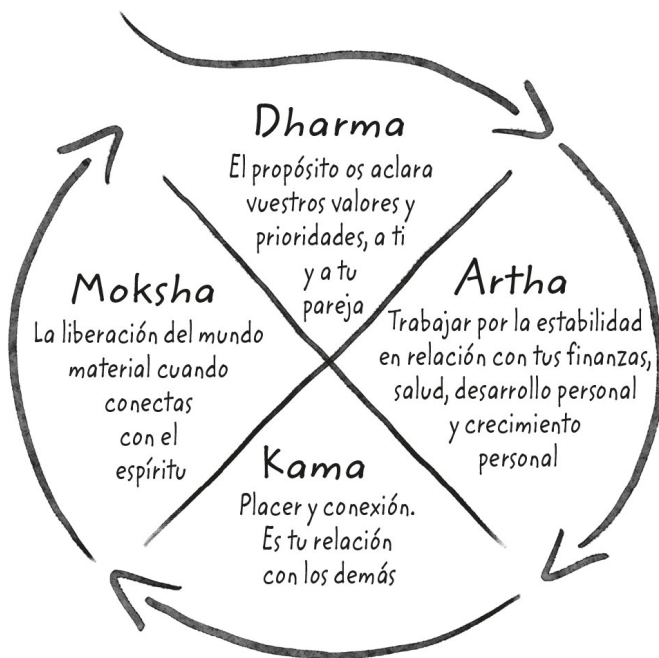 Dharma
El propósito os aclara
vuestros valores y
prioridades, a ti
y a tu
pareja
Artha
Trabajar por la estabilidad
en relación con tus finanzas,
salud, desarrollo personal
y crecimiento
personal
Kama
Placer y conexión.
Es tu relación
con los demás
Moksha
La liberación del mundo
material cuando
conectas
con el
espíritu